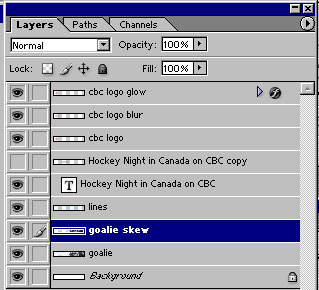 Layers Paths Channels
Normal Opacity: 100%
Lock: Fill: 100%
cbc logo glow
cbc logo blur
cbc logo
Hockey Night in Canada on CBC copy
T Hockey Night in Canada on CBC
lines
goalie skew
goalie
Background